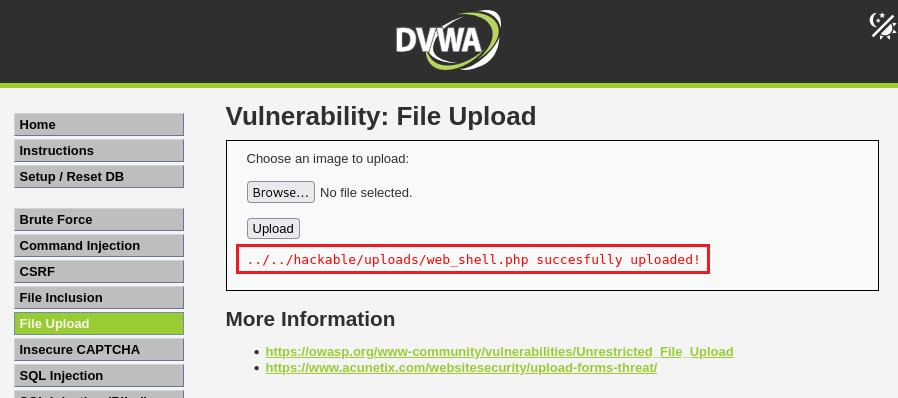 DVWA
Vulnerability: File Upload
Home
Instructions
Setup / Reset DB
Brute Force
Command Injection
CSRF
File Inclusion
File Upload
Insecure CAPTCHA
SQL Injection
Choose an image to upload:
Browse... No file selected.
Upload
../../hackable/uploads/web_shell.php succesfully uploaded!
More Information
https://owasp.org/www-community/vulnerabilities/Unrestricted_File_Upload
https://www.acunetix.com/websitesecurity/upload-forms-threat/